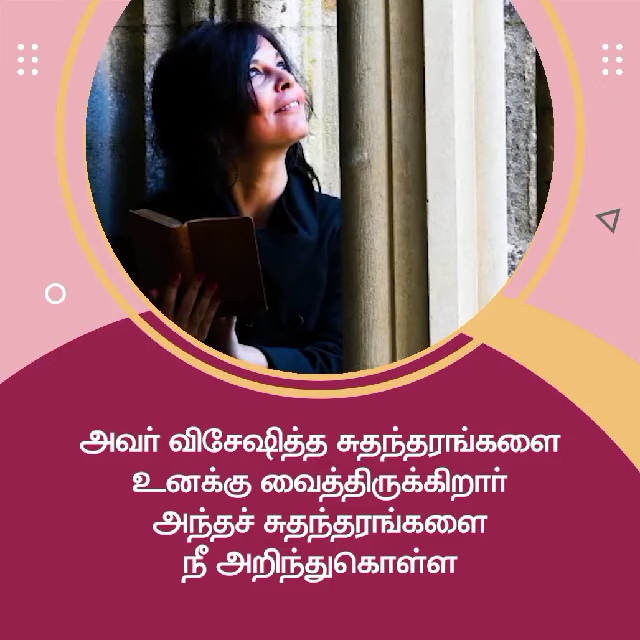 அவர் விசேஷித்த சுதந்தரங்களை
உனக்கு வைத்திருக்கிறார்
அந்தச் சுதந்தரங்களை
நீ அறிந்துகொள்ள